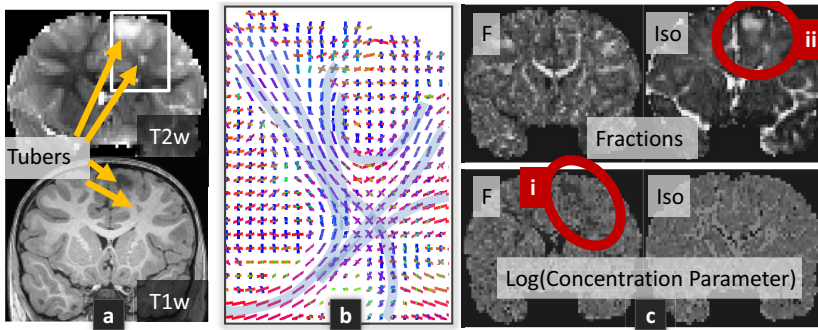 Tubers
T2w
T1w
a
b
F
Iso
ii
Fractions
i
F
Iso
Log(Concentration Parameter)
c